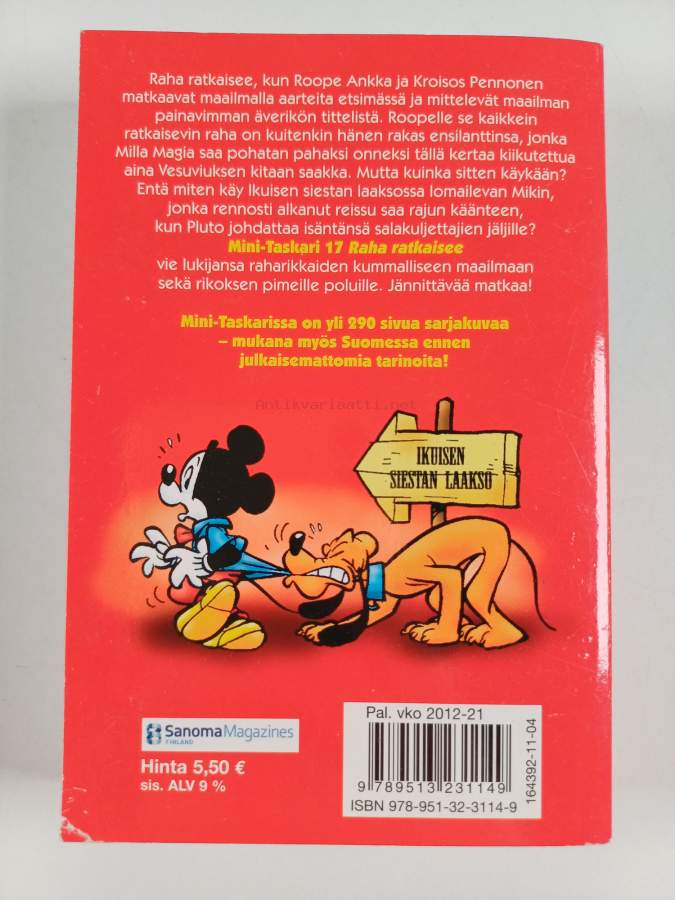 Raha ratkaisee, kun Roope Ankka ja Kroisos Pennonen
matkaavat maailmalla aarteita etsimässä ja mittelevät maailman
painavimman äverikön tittelistä. Roopelle se kaikkein
ratkaisevin raha on kuitenkin hänen rakas ensilanttinsa, jonka
Milla Magia saa pohatan pahaksi onneksi tällä kertaa kiikutettua
aina Vesuviuksen kitaan saakka. Mutta kuinka sitten käykään?
Entä miten käy Ikuisen siestan laaksossa lomailevan Mikin,
jonka rennosti alkanut reissu saa rajun käänteen,
kun Pluto johdattaa isäntänsä salakuljettajien jäljille?
Mini-Taskari 17 Raha ratkaisee
vie lukijansa raharikkaiden kummalliseen maailmaan
sekä rikoksen pimeille poluille. Jännittävää matkaa!
Mini-Taskarissa on yli 290 sivua sarjakuvaa
– mukana myös Suomessa ennen
julkaisemattomia tarinoita!
Antikvariaatti.net
IKUISEN
SIESTAN LAAKSO
SanomaMagazines
FINLAND
Hinta 5,50 €
sis. ALV 9 %
Pal. vko 2012-21
9 789513 231149
ISBN 978-951-32-3114-9
164392-11-04